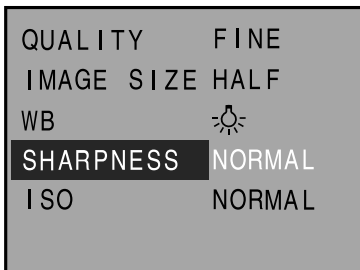 QUALITY FINE
IMAGE SIZE HALF
WB
SHARPNESS NORMAL
ISO NORMAL